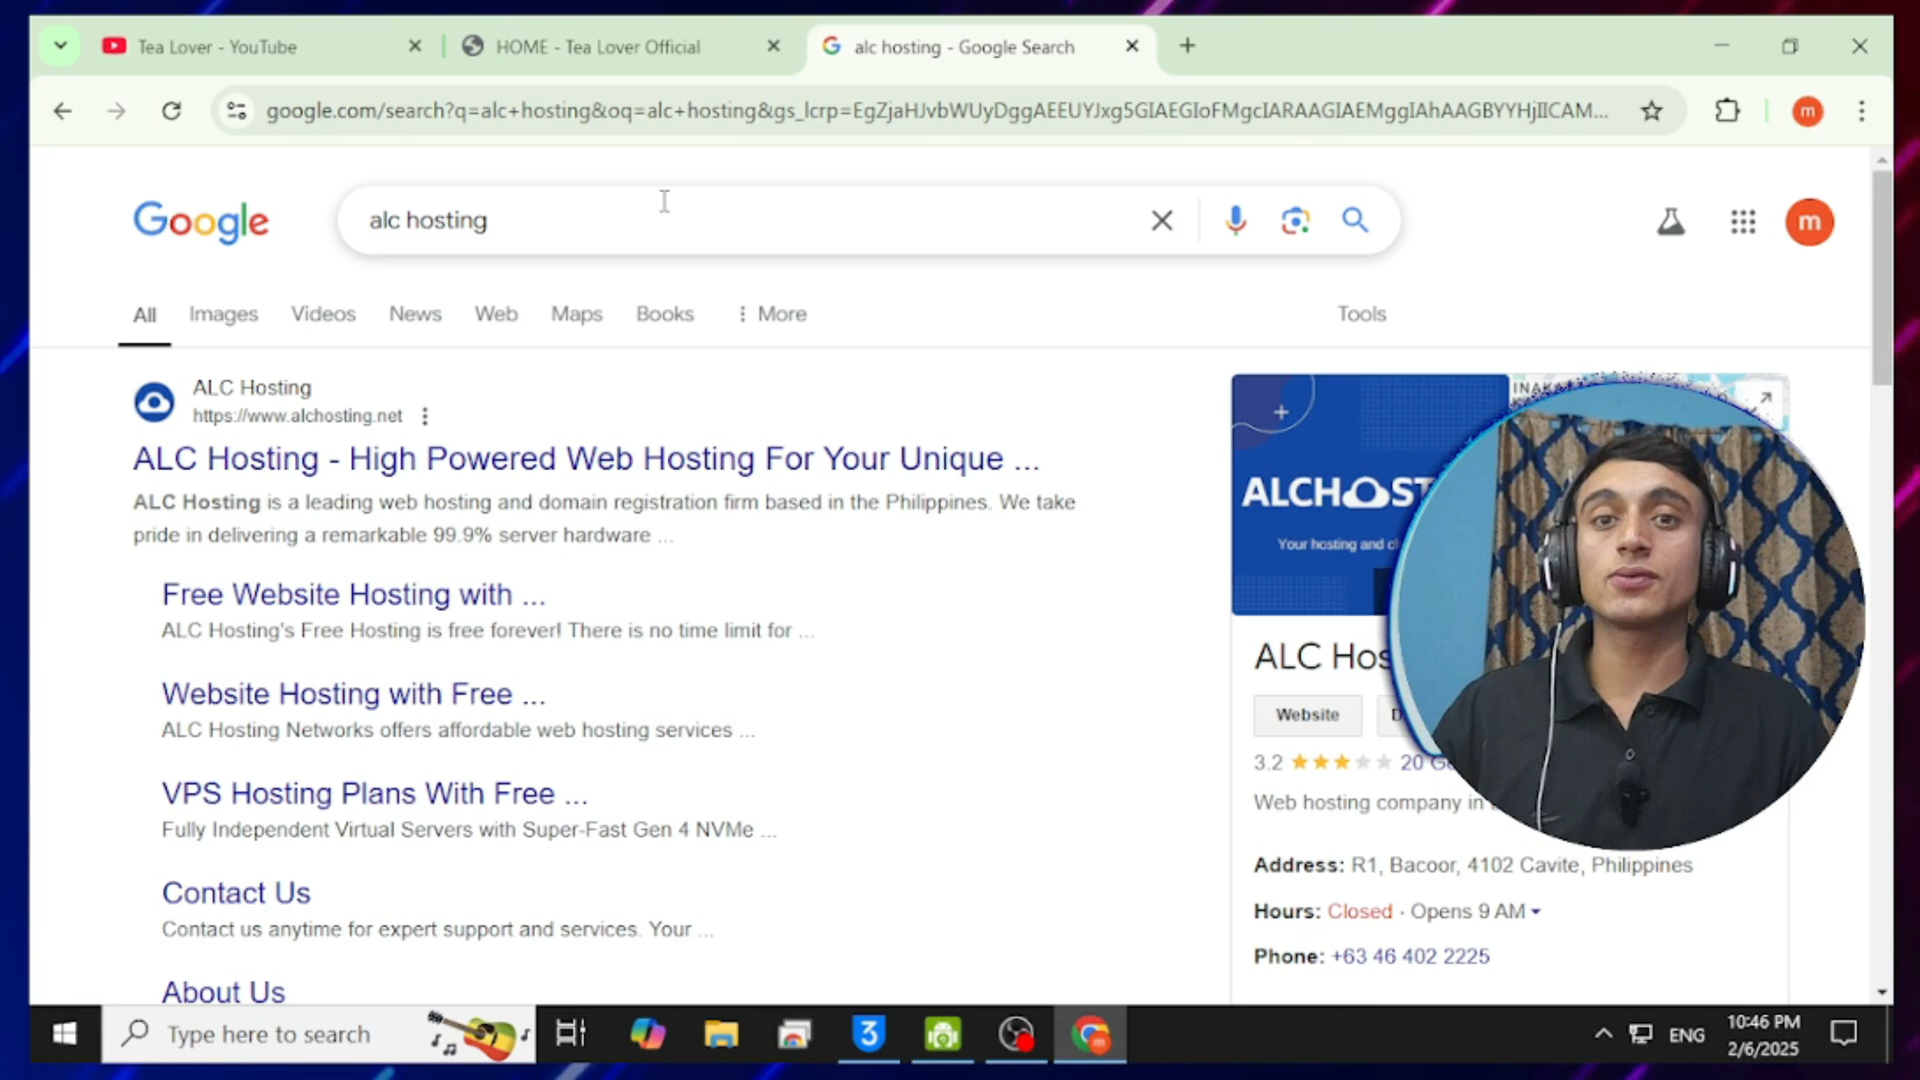 Tea Lover - YouTube
HOME - Tea Lover Official
alc hosting - Google Search
google.com/search?q=alc+hosting&oq=alc+hosting&gs_lcrp=EgZjaHJvbWUyDggAEEUYJxg5GIAEGIoFMgcIARAAGIAEMggIAhAAGBYYHjIICAM...
m
Google
alc hosting
m
All
Images
Videos
News
Web
Maps
Books
More
Tools
ALC Hosting
https://www.alchosting.net
ALC Hosting - High Powered Web Hosting For Your Unique ...
ALC Hosting is a leading web hosting and domain registration firm based in the Philippines. We take
pride in delivering a remarkable 99.9% server hardware ...
Free Website Hosting with ...
ALC Hosting's Free Hosting is free forever! There is no time limit for ...
Website Hosting with Free ...
ALC Hosting Networks offers affordable web hosting services ...
VPS Hosting Plans With Free ...
Fully Independent Virtual Servers with Super-Fast Gen 4 NVMe ...
Contact Us
Contact us anytime for expert support and services. Your ...
About Us
ALCHOST
Your hosting and
INAKA
ALC Hos
Website
D
3.2
20 Go
Web hosting company in
Address: R1, Bacoor, 4102 Cavite, Philippines
Hours: Closed · Opens 9 AM
Phone: +63 46 402 2225
Type here to search
3
m
ENG
10:46 PM
2/6/2025